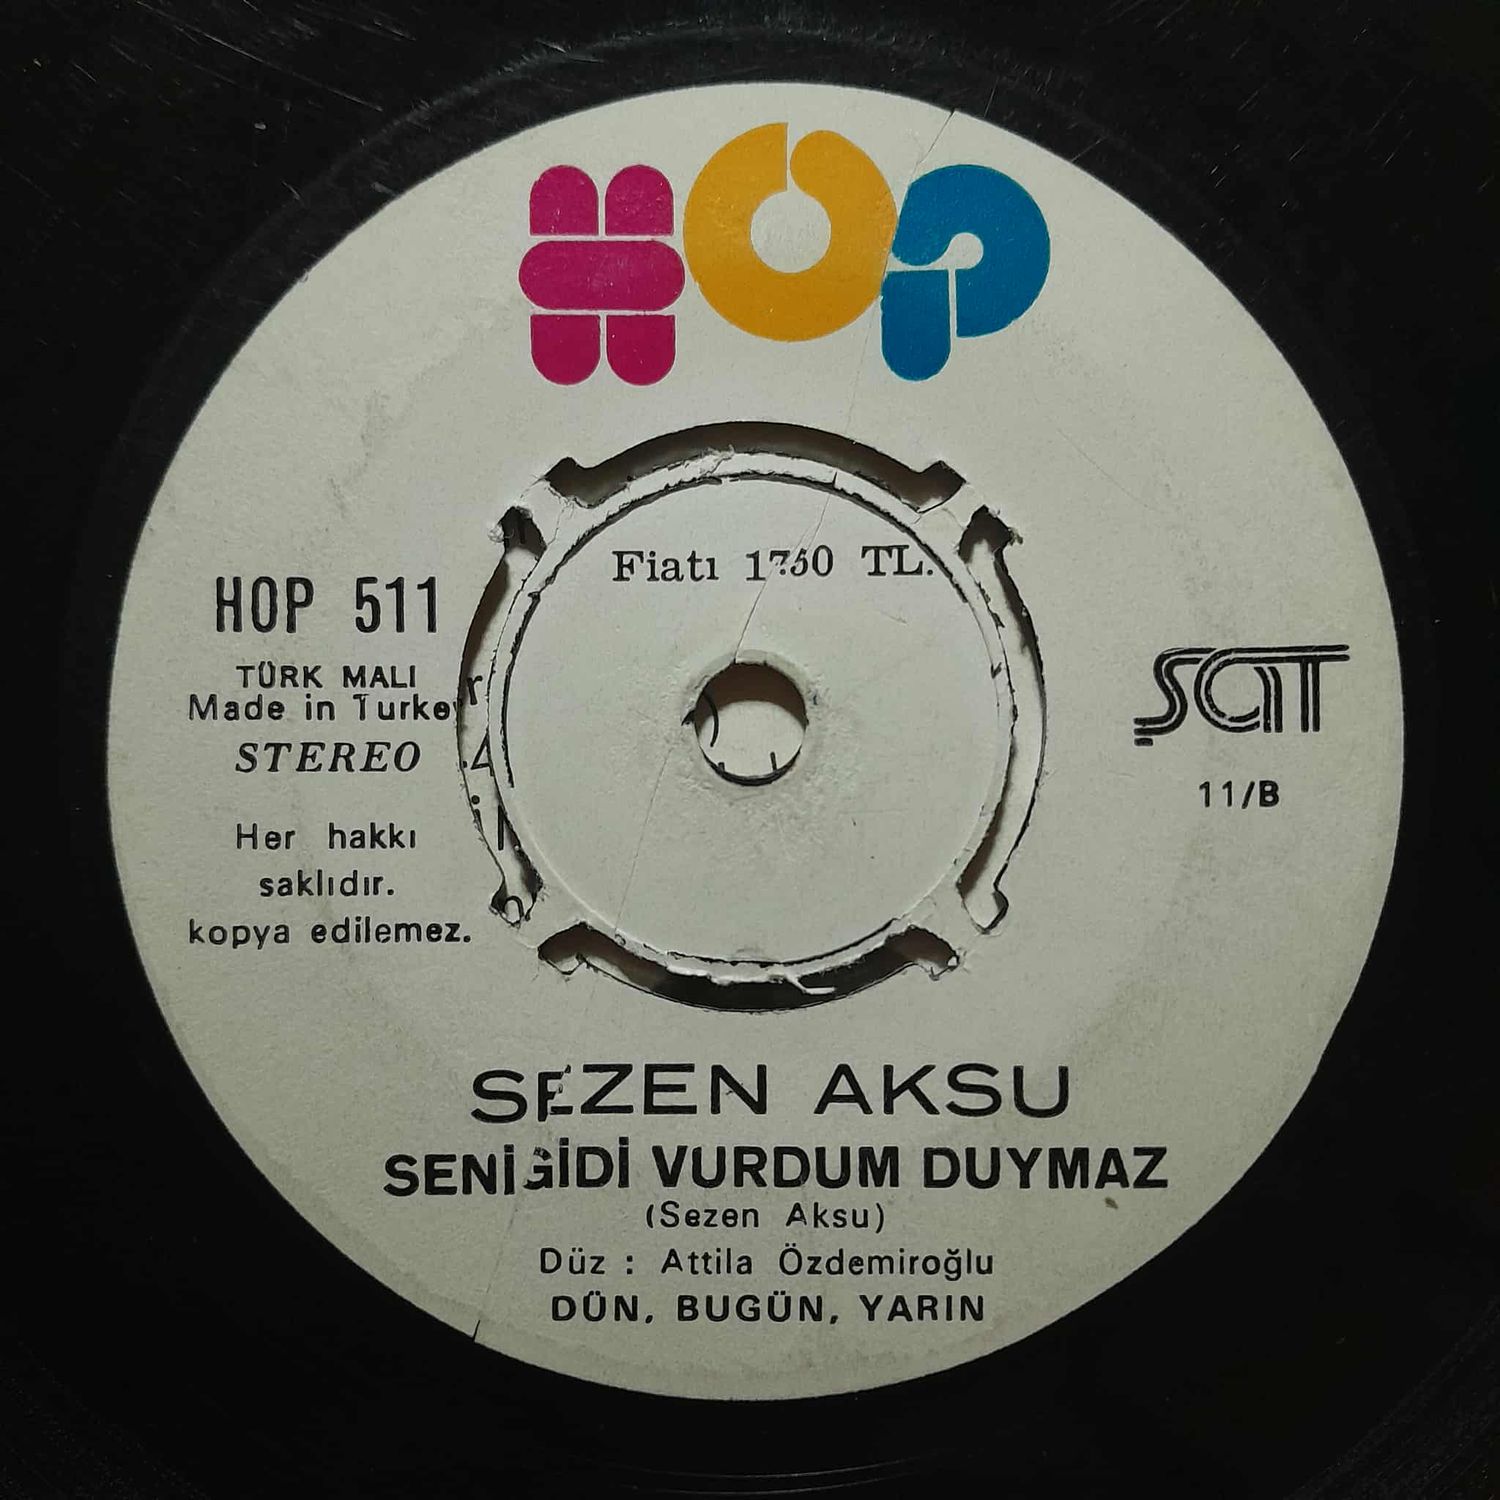 HOP
Fiatı 1750 TL.
HOP 511
TÜRK MALI
Made in Turkey
STEREO
Her hakkı
saklıdır.
kopya edilemez.
ŞAT
11/B
SEZEN AKSU
SENİ GİDİ VURDUM DUYMAZ
(Sezen Aksu)
Düz : Attila Özdemiroğlu
DÜN, BUGÜN, YARIN